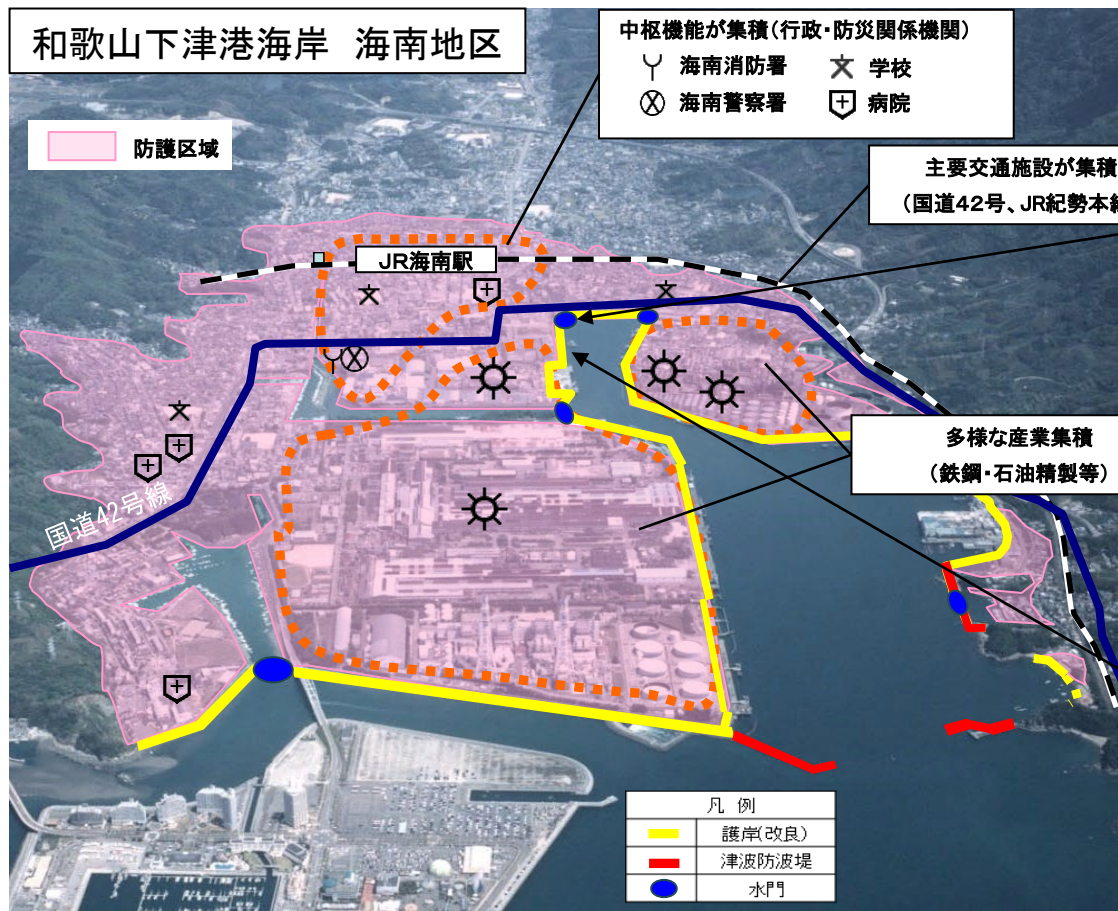 和歌山下津港海岸　海南地区
中枢機能が集積(行政・防災関係機関)
海南消防署
学校
海南警察署
病院
防護区域
主要交通施設が集積
(国道42号、JR紀勢本線
JR海南駅
多様な産業集積
(鉄鋼・石油精製等)
国道42号線
凡 例
護岸(改良)
津波防波堤
水門